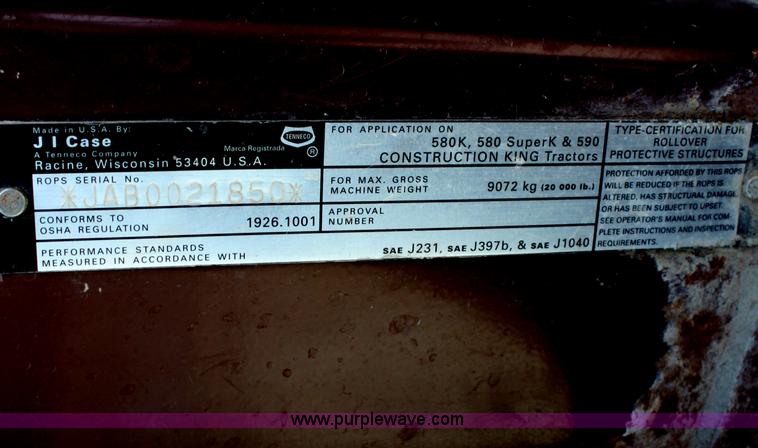 Made in U.S.A. By:
J I Case
A Tenneco Company
Racine, Wisconsin 53404 U.S.A.
Marca Registrada
TENNECO
®
ROPS SERIAL No.
*JAB0021850*
CONFORMS TO
OSHA REGULATION
1926.1001
PERFORMANCE STANDARDS
MEASURED IN ACCORDANCE WITH
SAE J231, SAE J397b, & SAE J1040
FOR APPLICATION ON
580K, 580 SuperK & 590
CONSTRUCTION KING Tractors
FOR MAX. GROSS
MACHINE WEIGHT
9072 kg (20 000 lb.)
APPROVAL
NUMBER
TYPE-CERTIFICATION FOR
ROLLOVER
PROTECTIVE STRUCTURES
PROTECTION AFFORDED BY THIS ROPS
WILL BE REDUCED IF THE ROPS IS
ALTERED, HAS STRUCTURAL DAMAGE
OR HAS BEEN SUBJECT TO UPSET.
SEE OPERATOR'S MANUAL FOR COM-
PLETE INSTRUCTIONS AND INSPECTION
REQUIREMENTS.
www.purplewave.com